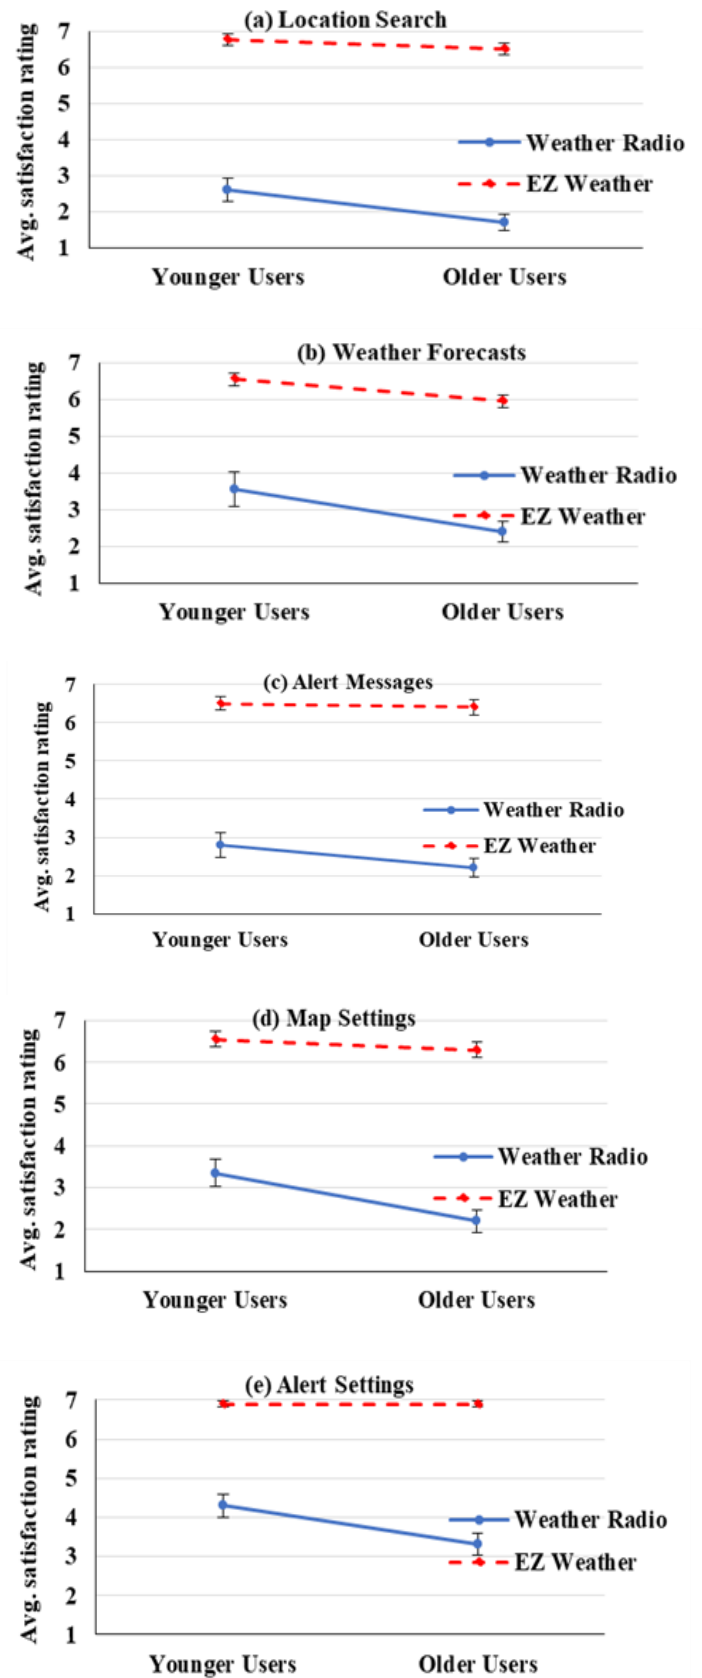 (a) Location Search
Avg. satisfaction rating
7
6
5
4
3
2
1
Weather Radio
EZ Weather
Younger Users
Older Users
(b) Weather Forecasts
Avg. satisfaction rating
7
6
5
4
3
2
1
Weather Radio
EZ Weather
Younger Users
Older Users
(c) Alert Messages
Avg. satisfaction rating
7
6
5
4
3
2
1
Weather Radio
EZ Weather
Younger Users
Older Users
(d) Map Settings
Avg. satisfaction rating
7
6
5
4
3
2
1
Weather Radio
EZ Weather
Younger Users
Older Users
(e) Alert Settings
Avg. satisfaction rating
7
6
5
4
3
2
1
Weather Radio
EZ Weather
Younger Users
Older Users